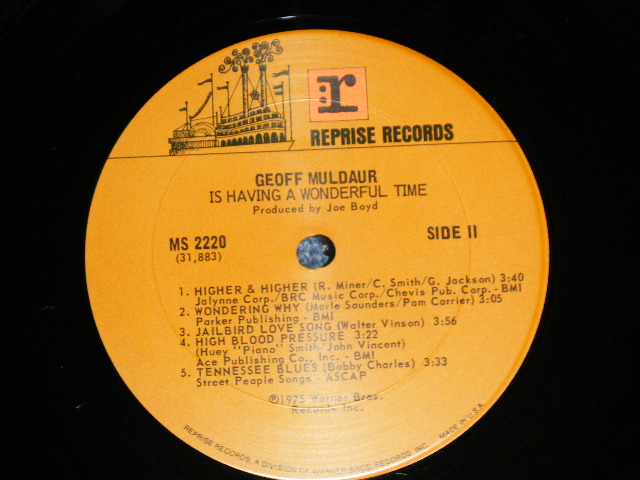 :r
REPRISE RECORDS
GEOFF MULDAUR
IS HAVING A WONDERFUL TIME
Produced by Joe Boyd
MS 2220
(31,883)
SIDE II
1. HIGHER & HIGHER (R. Miner/C. Smith/G. Jackson) 3:40
Jalynne Corp./BRC Music Corp./Chevis Pub. Corp. - BMI
2. WONDERING WHY (Marle Saunders/Pam Carrier) 3:05
Parker Publishing - BMI
3. JAILBIRD LOVE SONG (Walter Vinson) 3:56
4. HIGH BLOOD PRESSURE 3:22
(Huey "Piano" Smith/John Vincent)
Ace Publishing Co., Inc. - BMI
5. TENNESSEE BLUES (Bobby Charles) 3:33
Street People Songs - ASCAP
℗1975 Warner Bros.
Records Inc.
REPRISE RECORDS, A DIVISION OF WARNER BROS. RECORDS, INC. MADE IN U.S.A.